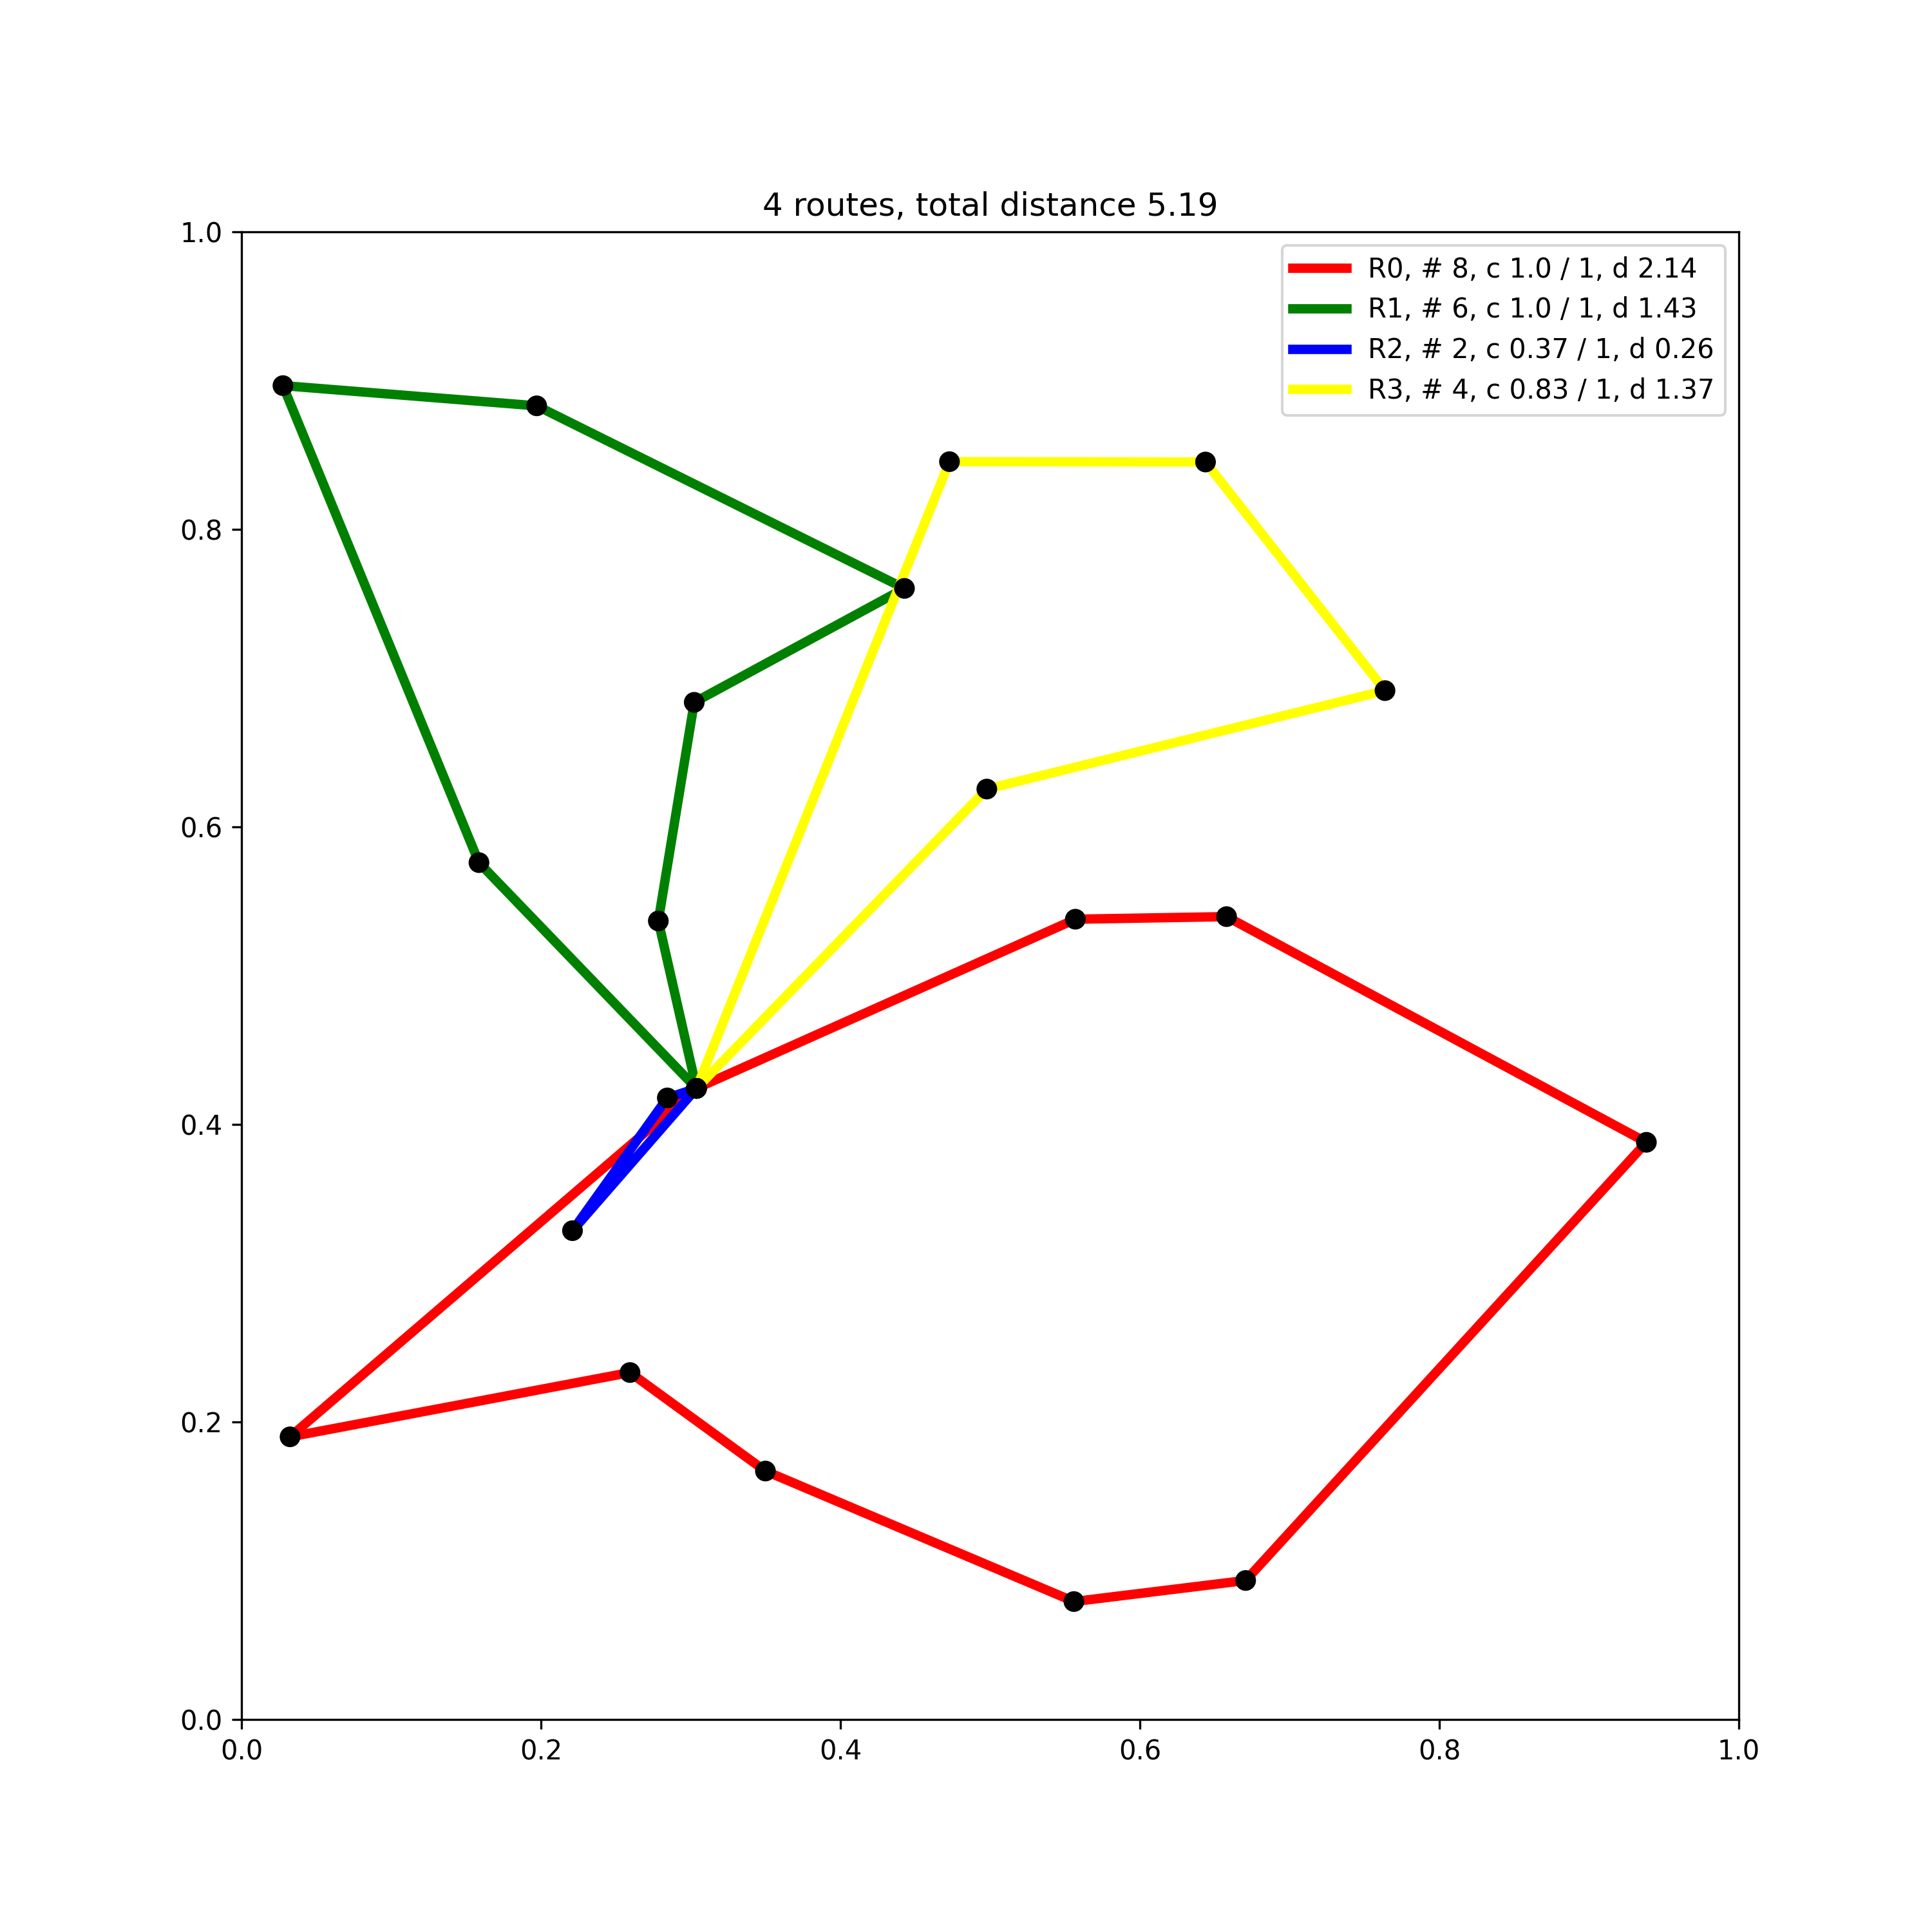 4 routes, total distance 5.19
R0, # 8, c 1.0 / 1, d 2.14
R1, # 6, c 1.0 / 1, d 1.43
R2, # 2, c 0.37 / 1, d 0.26
R3, # 4, c 0.83 / 1, d 1.37
1.0
0.8
0.6
0.4
0.2
0.0
0.0 0.2 0.4 0.6 0.8 1.0